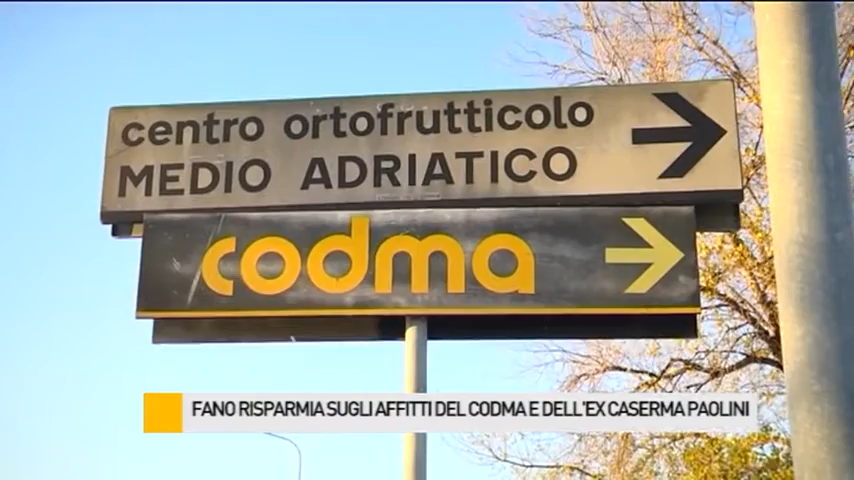 centro ortofrutticolo
MEDIO ADRIATICO
codma
FANO RISPARMIA SUGLI AFFITTI DEL CODMA E DELL'EX CASERMA PAOLINI